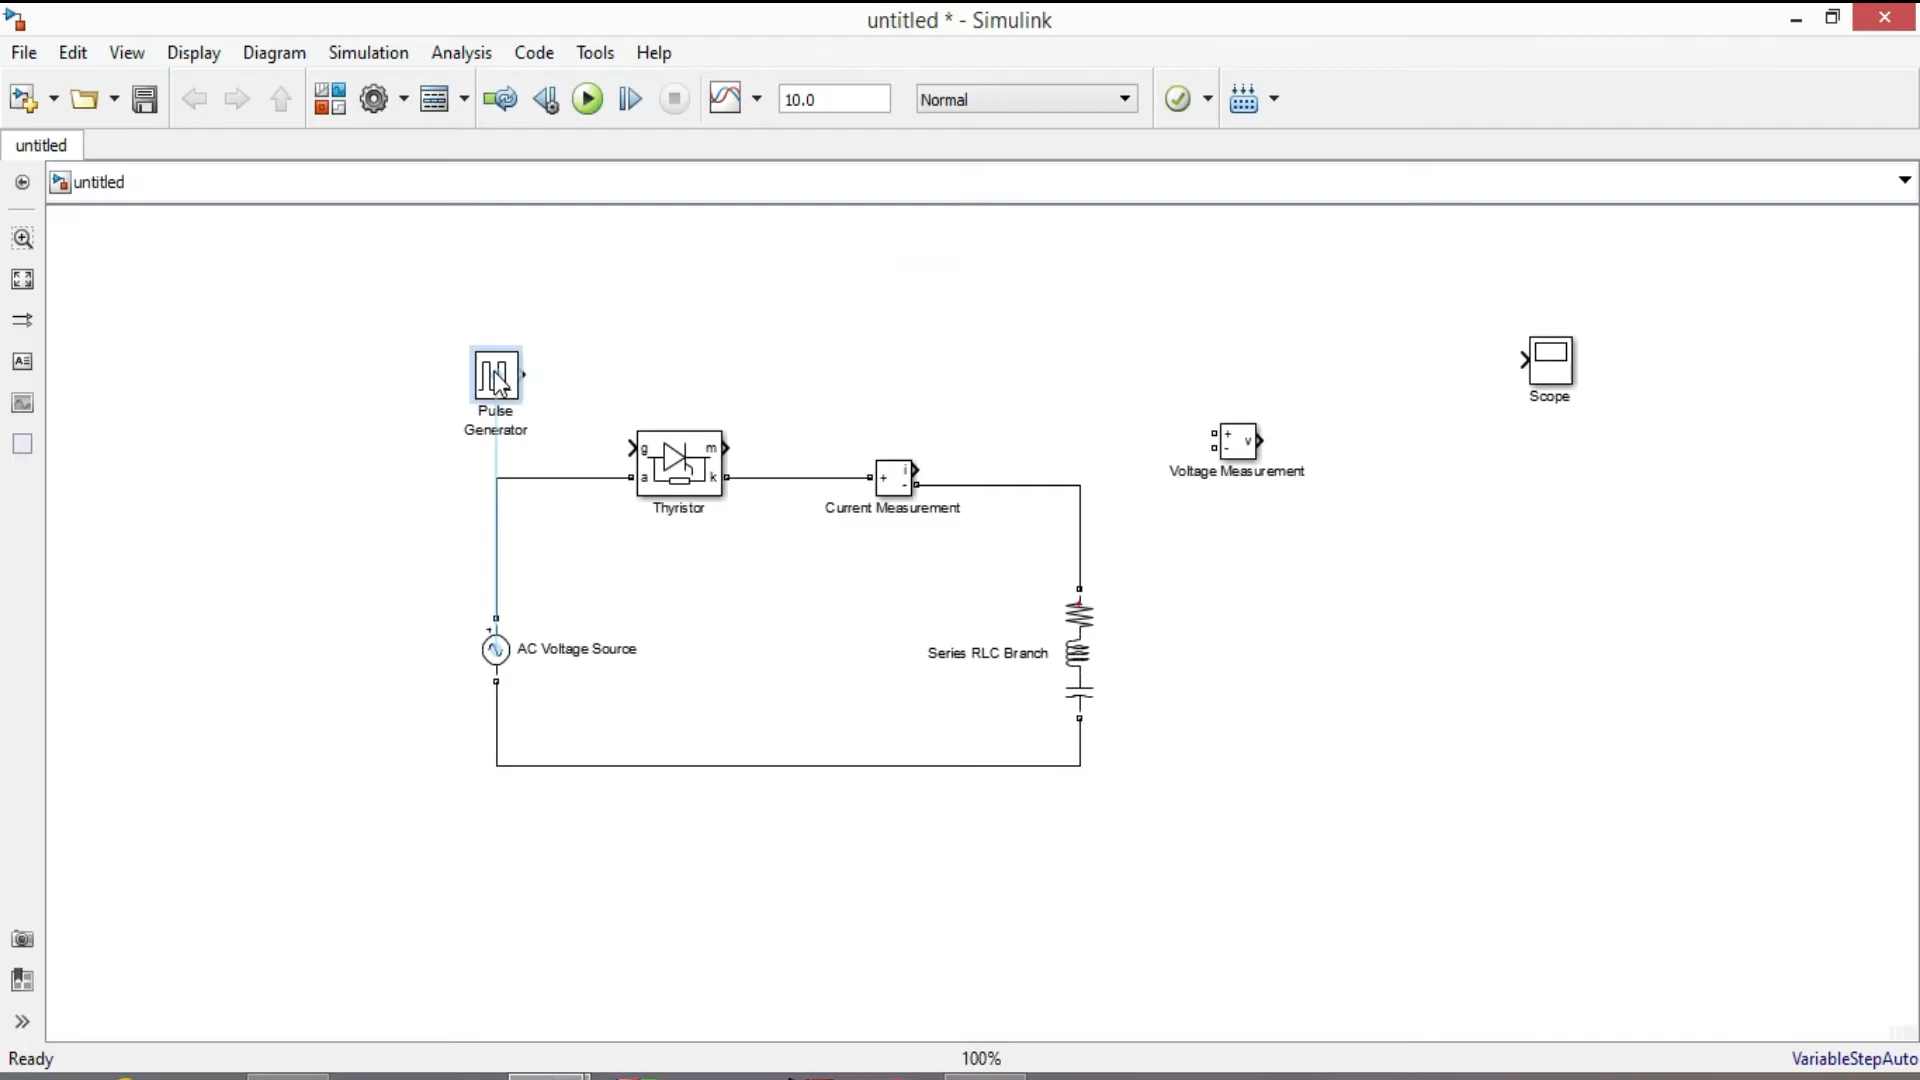 untitled * - Simulink
File Edit View Display Diagram Simulation Analysis Code Tools Help
10.0 Normal
untitled
untitled
Pulse
Generator
Scope
g m
a k
Thyristor
+ i
-
Current Measurement
+ v
-
Voltage Measurement
+
AC Voltage Source
Series RLC Branch
Ready 100% VariableStepAuto